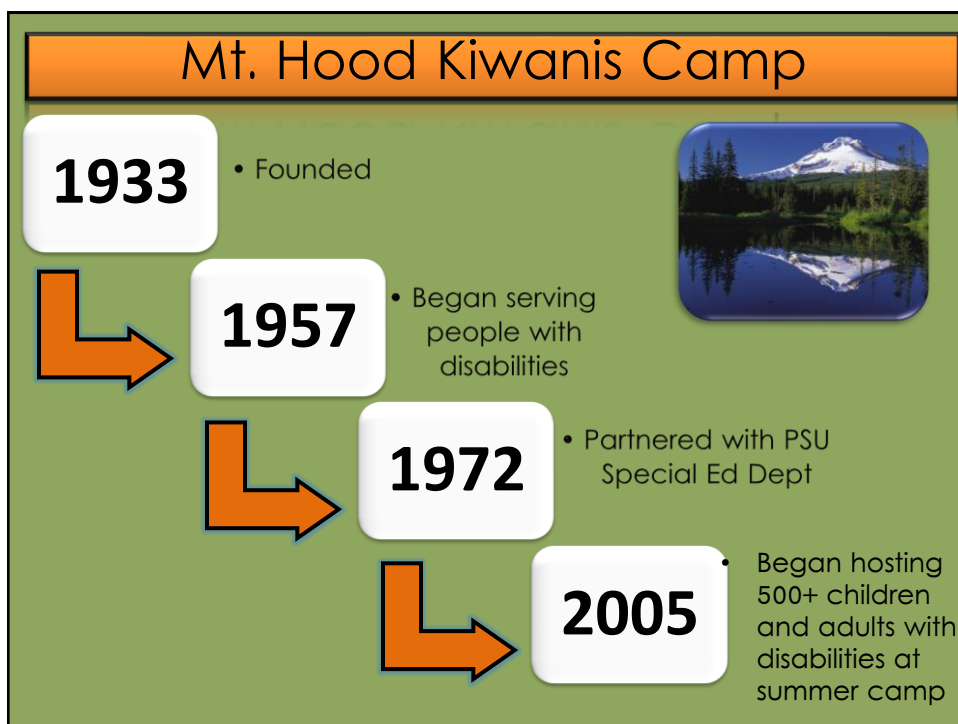 Mt. Hood Kiwanis Camp
1933
• Founded
1957
• Began serving
people with
disabilities
1972
• Partnered with PSU
Special Ed Dept
2005
• Began hosting
500+ children
and adults with
disabilities at
summer camp